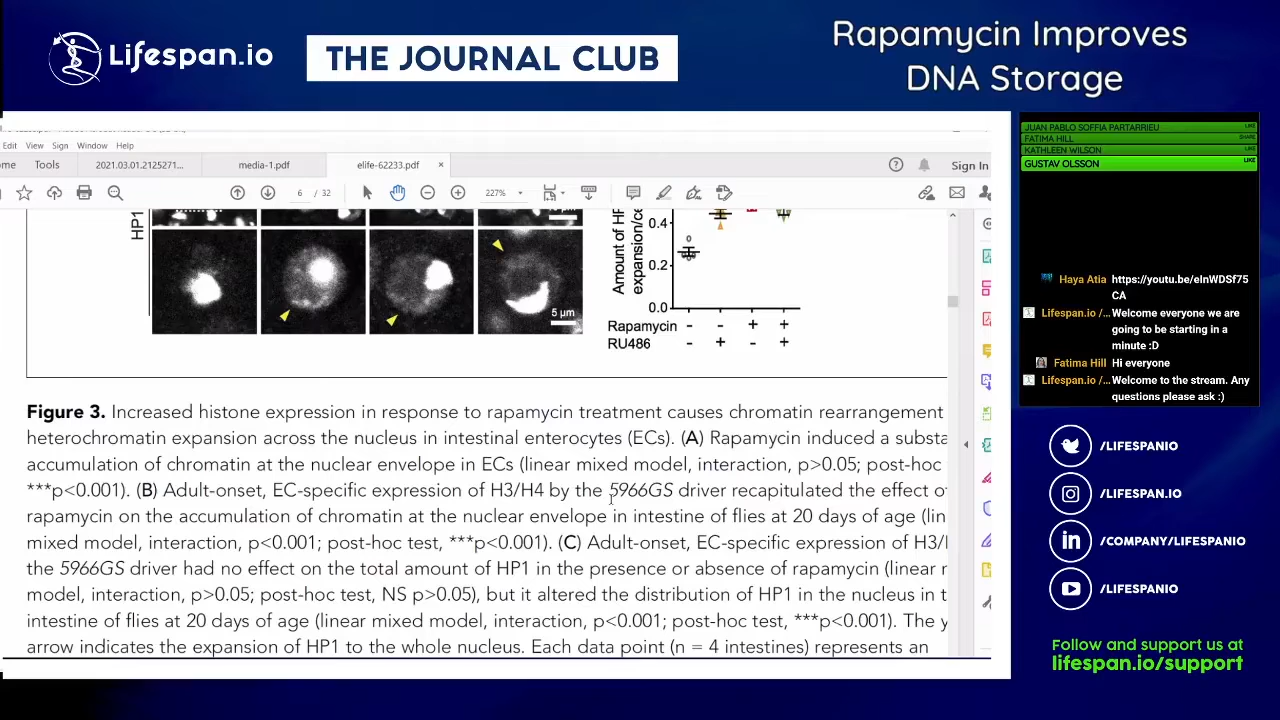 Lifespan.io
THE JOURNAL CLUB
Rapamycin Improves
DNA Storage
Edit View Sign Window Help
Tools
2021.03.01.2125271...
media-1.pdf
elife-62233.pdf ×
Sign In
6 / 32
227%
HP1
5 µm
Amount of HP
expansion/ce
0.4
0.2
0.0
Rapamycin - - + +
RU486 - + - +
Figure 3. Increased histone expression in response to rapamycin treatment causes chromatin rearrangement
heterochromatin expansion across the nucleus in intestinal enterocytes (ECs). (A) Rapamycin induced a substa
accumulation of chromatin at the nuclear envelope in ECs (linear mixed model, interaction, p>0.05; post-hoc
***p<0.001). (B) Adult-onset, EC-specific expression of H3/H4 by the 5966GS driver recapitulated the effect of
rapamycin on the accumulation of chromatin at the nuclear envelope in intestine of flies at 20 days of age (lin
mixed model, interaction, p<0.001; post-hoc test, ***p<0.001). (C) Adult-onset, EC-specific expression of H3/
the 5966GS driver had no effect on the total amount of HP1 in the presence or absence of rapamycin (linear
model, interaction, p>0.05; post-hoc test, NS p>0.05), but it altered the distribution of HP1 in the nucleus in t
intestine of flies at 20 days of age (linear mixed model, interaction, p<0.001; post-hoc test, ***p<0.001). The y
arrow indicates the expansion of HP1 to the whole nucleus. Each data point (n = 4 intestines) represents an
JUAN PABLO SOFFIA PARTARRIEU LIKE
FATIMA HILL SHARE
KATHLEEN WILSON LIKE
GUSTAV OLSSON LIKE
Haya Atia https://youtu.be/eInWDSf75
CA
Lifespan.io /... Welcome everyone we are
going to be starting in a
minute :D
Fatima Hill Hi everyone
Lifespan.io /... Welcome to the stream. Any
questions please ask :)
/LIFESPANIO
/LIFESPAN.IO
/COMPANY/LIFESPANIO
/LIFESPANIO
Follow and support us at
lifespan.io/support